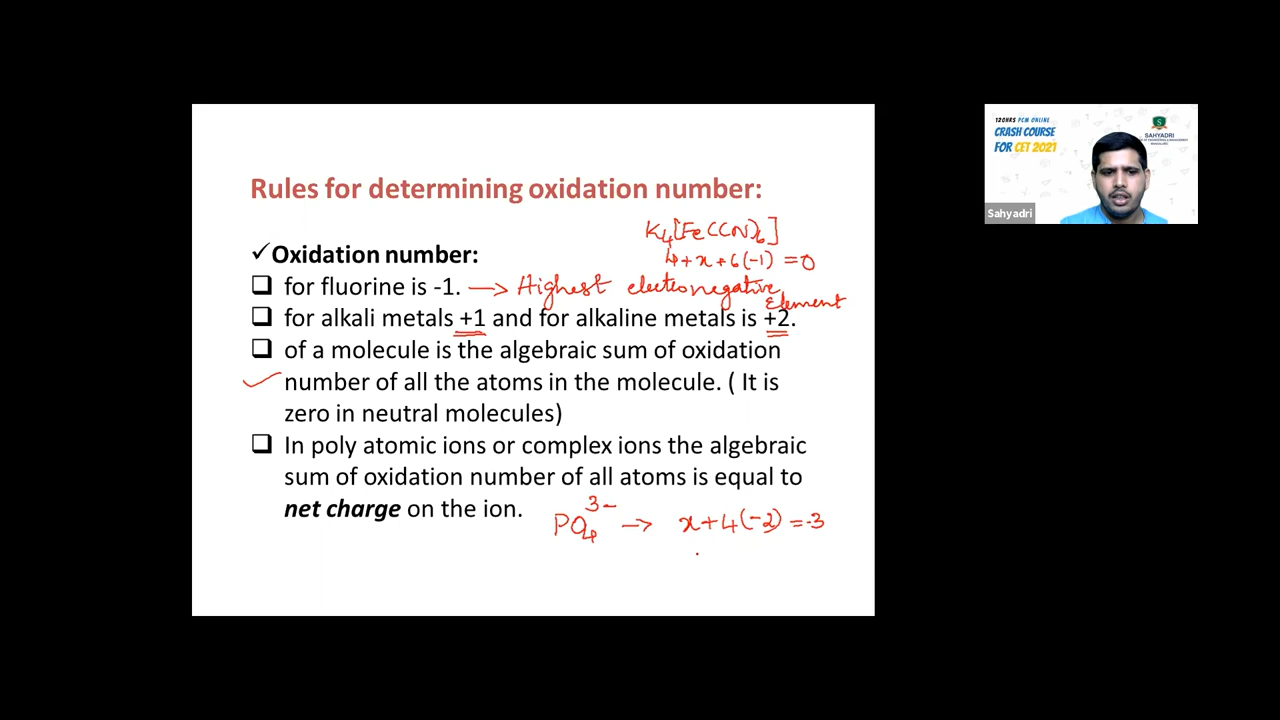 Rules for determining oxidation number:
K4[Fe(CN)6]
✓Oxidation number:
4+x+6(-1) = 0
❑ for fluorine is -1. → Highest electronegative
Element
❑ for alkali metals +1 and for alkaline metals is +2.
❑ of a molecule is the algebraic sum of oxidation
number of all the atoms in the molecule. ( It is
zero in neutral molecules)
❑ In poly atomic ions or complex ions the algebraic
sum of oxidation number of all atoms is equal to
net charge on the ion.
PO4 3- → x+4(-2) = -3
120HRS PCM ONLINE
CRASH COURSE
FOR CET 2021
SAHYADRI
Sahyadri